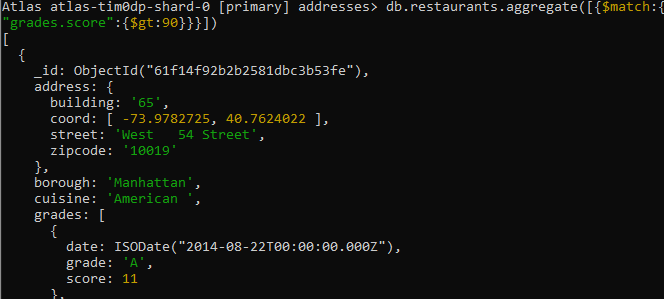 Atlas atlas-tim0dp-shard-0 [primary] addresses> db.restaurants.aggregate([{$match:{
"grades.score":{$gt:90}}}])
[
  {
    _id: ObjectId("61f14f92b2b2581dbc3b53fe"),
    address: {
      building: '65',
      coord: [ -73.9782725, 40.7624022 ],
      street: 'West   54 Street',
      zipcode: '10019'
    },
    borough: 'Manhattan',
    cuisine: 'American ',
    grades: [
      {
        date: ISODate("2014-08-22T00:00:00.000Z"),
        grade: 'A',
        score: 11
      },